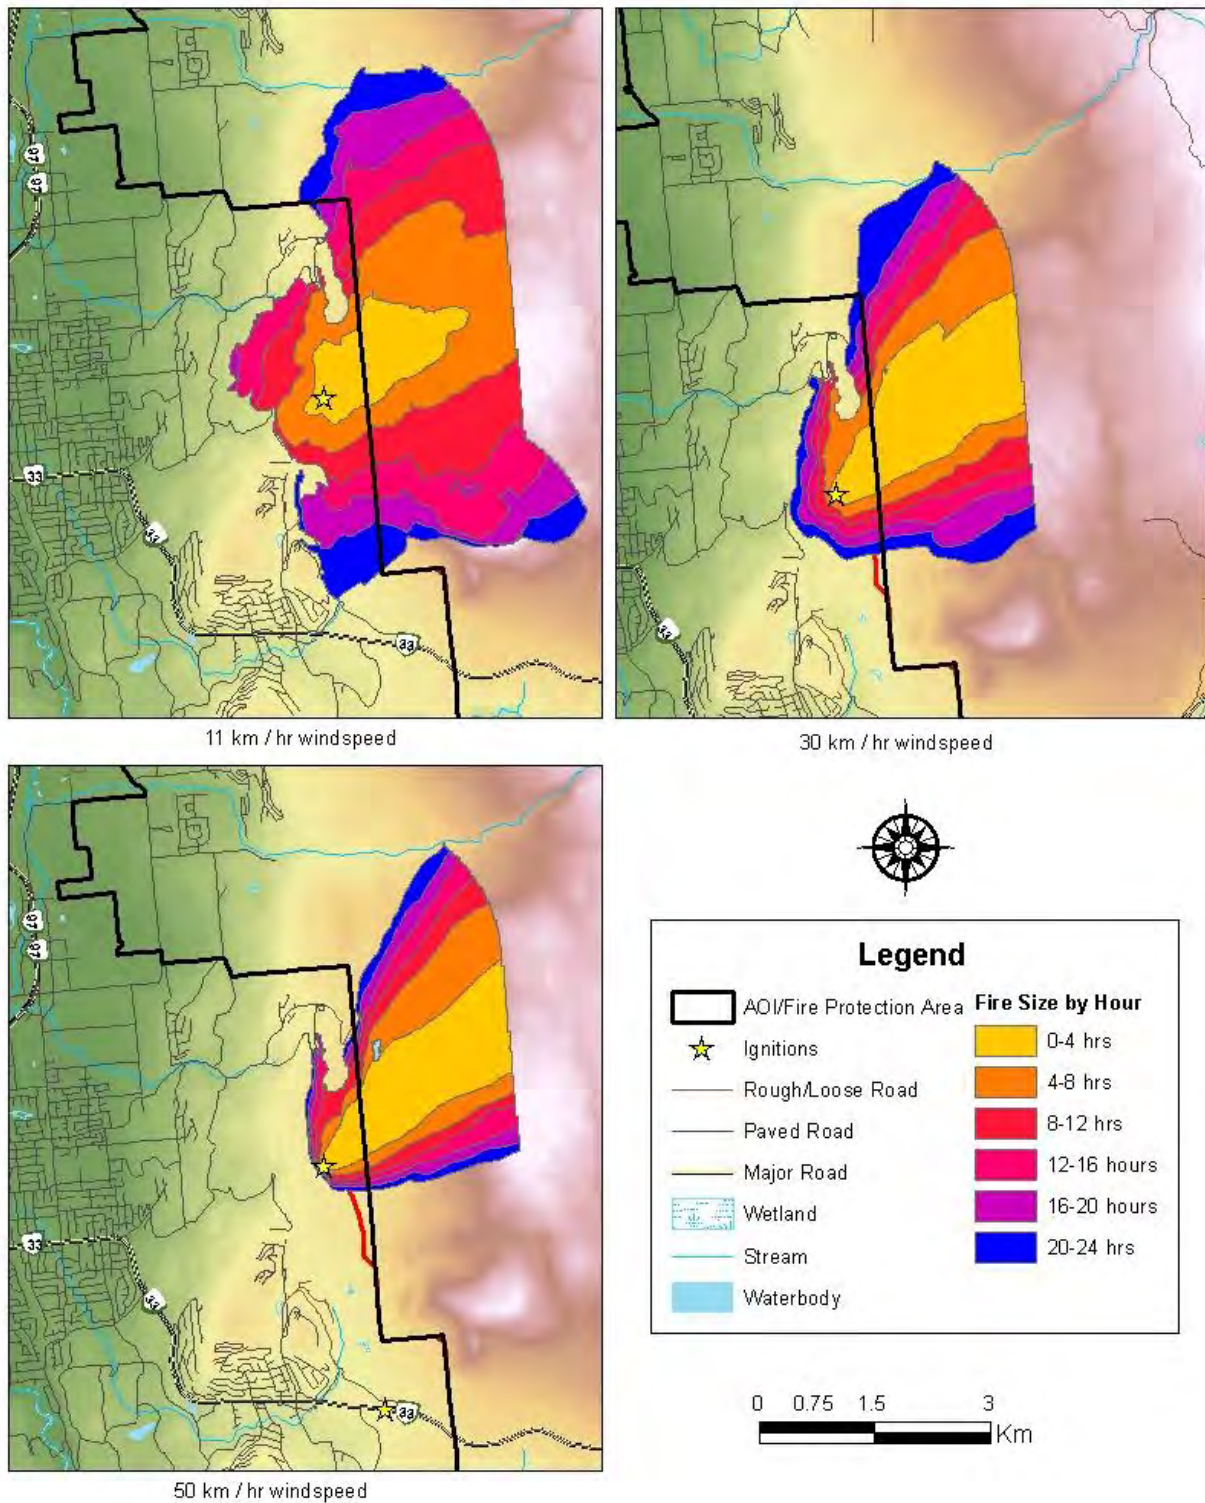 97
97
33
33
33
11 km / hr windspeed
33
30 km / hr windspeed
97
97
33
33
33
50 km / hr windspeed
Legend
AOI/Fire Protection Area
Ignitions
Rough/Loose Road
Paved Road
Major Road
Wetland
Stream
Waterbody
Fire Size by Hour
0-4 hrs
4-8 hrs
8-12 hrs
12-16 hours
16-20 hours
20-24 hrs
0 0.75 1.5 3
Km